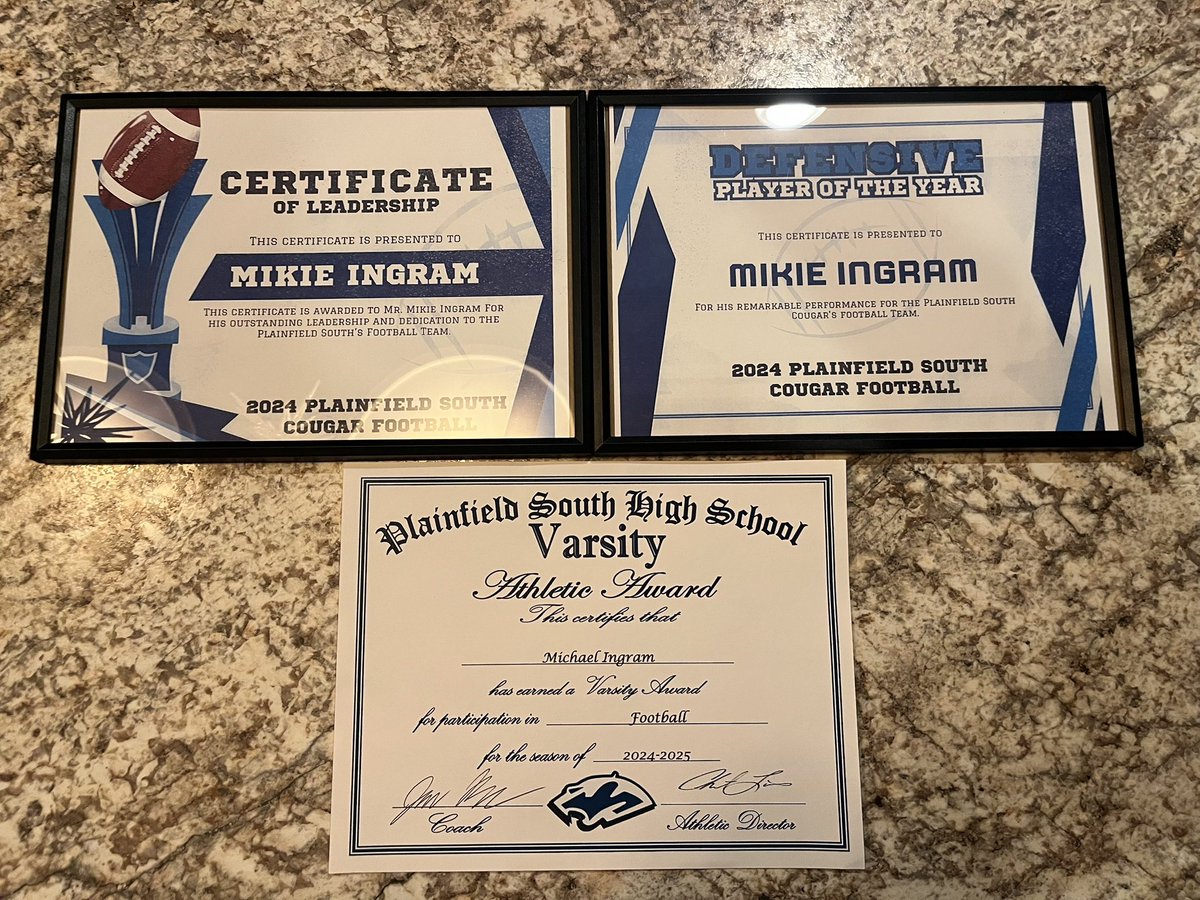 CERTIFICATE
OF LEADERSHIP
THIS CERTIFICATE IS PRESENTED TO
MIKIE INGRAM
THIS CERTIFICATE IS AWARDED TO MR. MIKIE INGRAM FOR
HIS OUTSTANDING LEADERSHIP AND DEDICATION TO THE
PLAINFIELD SOUTH'S FOOTBALL TEAM.
2024 PLAINFIELD SOUTH
COUGAR FOOTBALL
DEFENSIVE
PLAYER OF THE YEAR
THIS CERTIFICATE IS PRESENTED TO
MIKIE INGRAM
FOR HIS REMARKABLE PERFORMANCE FOR THE PLAINFIELD SOUTH
COUGAR'S FOOTBALL TEAM.
2024 PLAINFIELD SOUTH
COUGAR FOOTBALL
Plainfield South High School
Varsity
Athletic Award
This certifies that
Michael Ingram
has earned a Varsity Award
for participation in Football
for the season of 2024-2025
Coach
Athletic Director